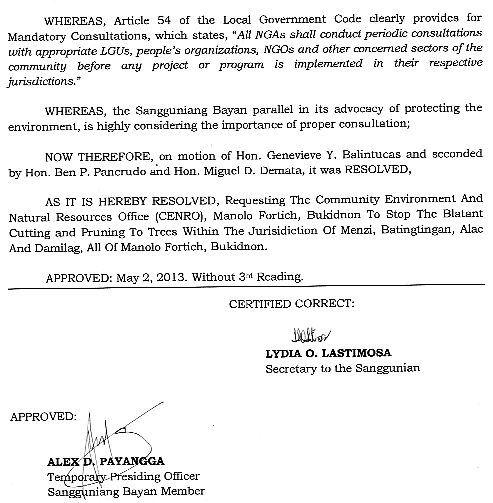 WHEREAS, Article 54 of the Local Government Code clearly provides for
Mandatory Consultations, which states, "All NGAs shall conduct periodic consultations
with appropriate LGUs, people's organizations, NGOs and other concerned sectors of the
community before any project or program is implemented in their respective
jurisdictions."
WHEREAS, the Sangguniang Bayan parallel in its advocacy of protecting the
environment, is highly considering the importance of proper consultation;
NOW THEREFORE, on motion of Hon. Genevieve Y. Balintucas and seconded
by Hon. Ben P. Pancrudo and Hon. Miguel D. Demata, it was RESOLVED,
AS IT IS HEREBY RESOLVED, Requesting The Community Environment And
Natural Resources Office (CENRO), Manolo Fortich, Bukidnon To Stop The Blatant
Cutting and Pruning To Trees Within The Jurisidiction Of Menzi, Batingtingan, Alac
And Damilag, All Of Manolo Fortich, Bukidnon.
APPROVED: May 2, 2013. Without 3rd Reading.
CERTIFIED CORRECT:
LYDIA O. LASTIMOSA
Secretary to the Sanggunian
APPROVED:
ALEX D. PAYANGGA
Temporary Presiding Officer
Sangguniang Bayan Member